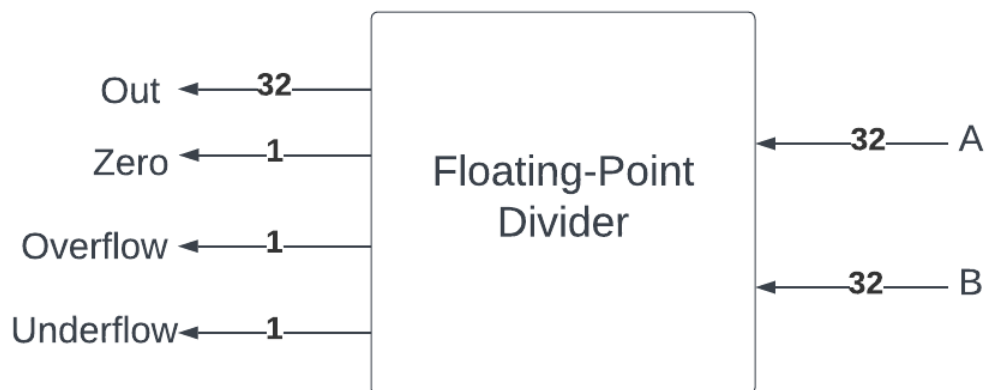 Out
32
Zero
1
Overflow
1
Underflow
1
Floating-Point
Divider
32
A
32
B